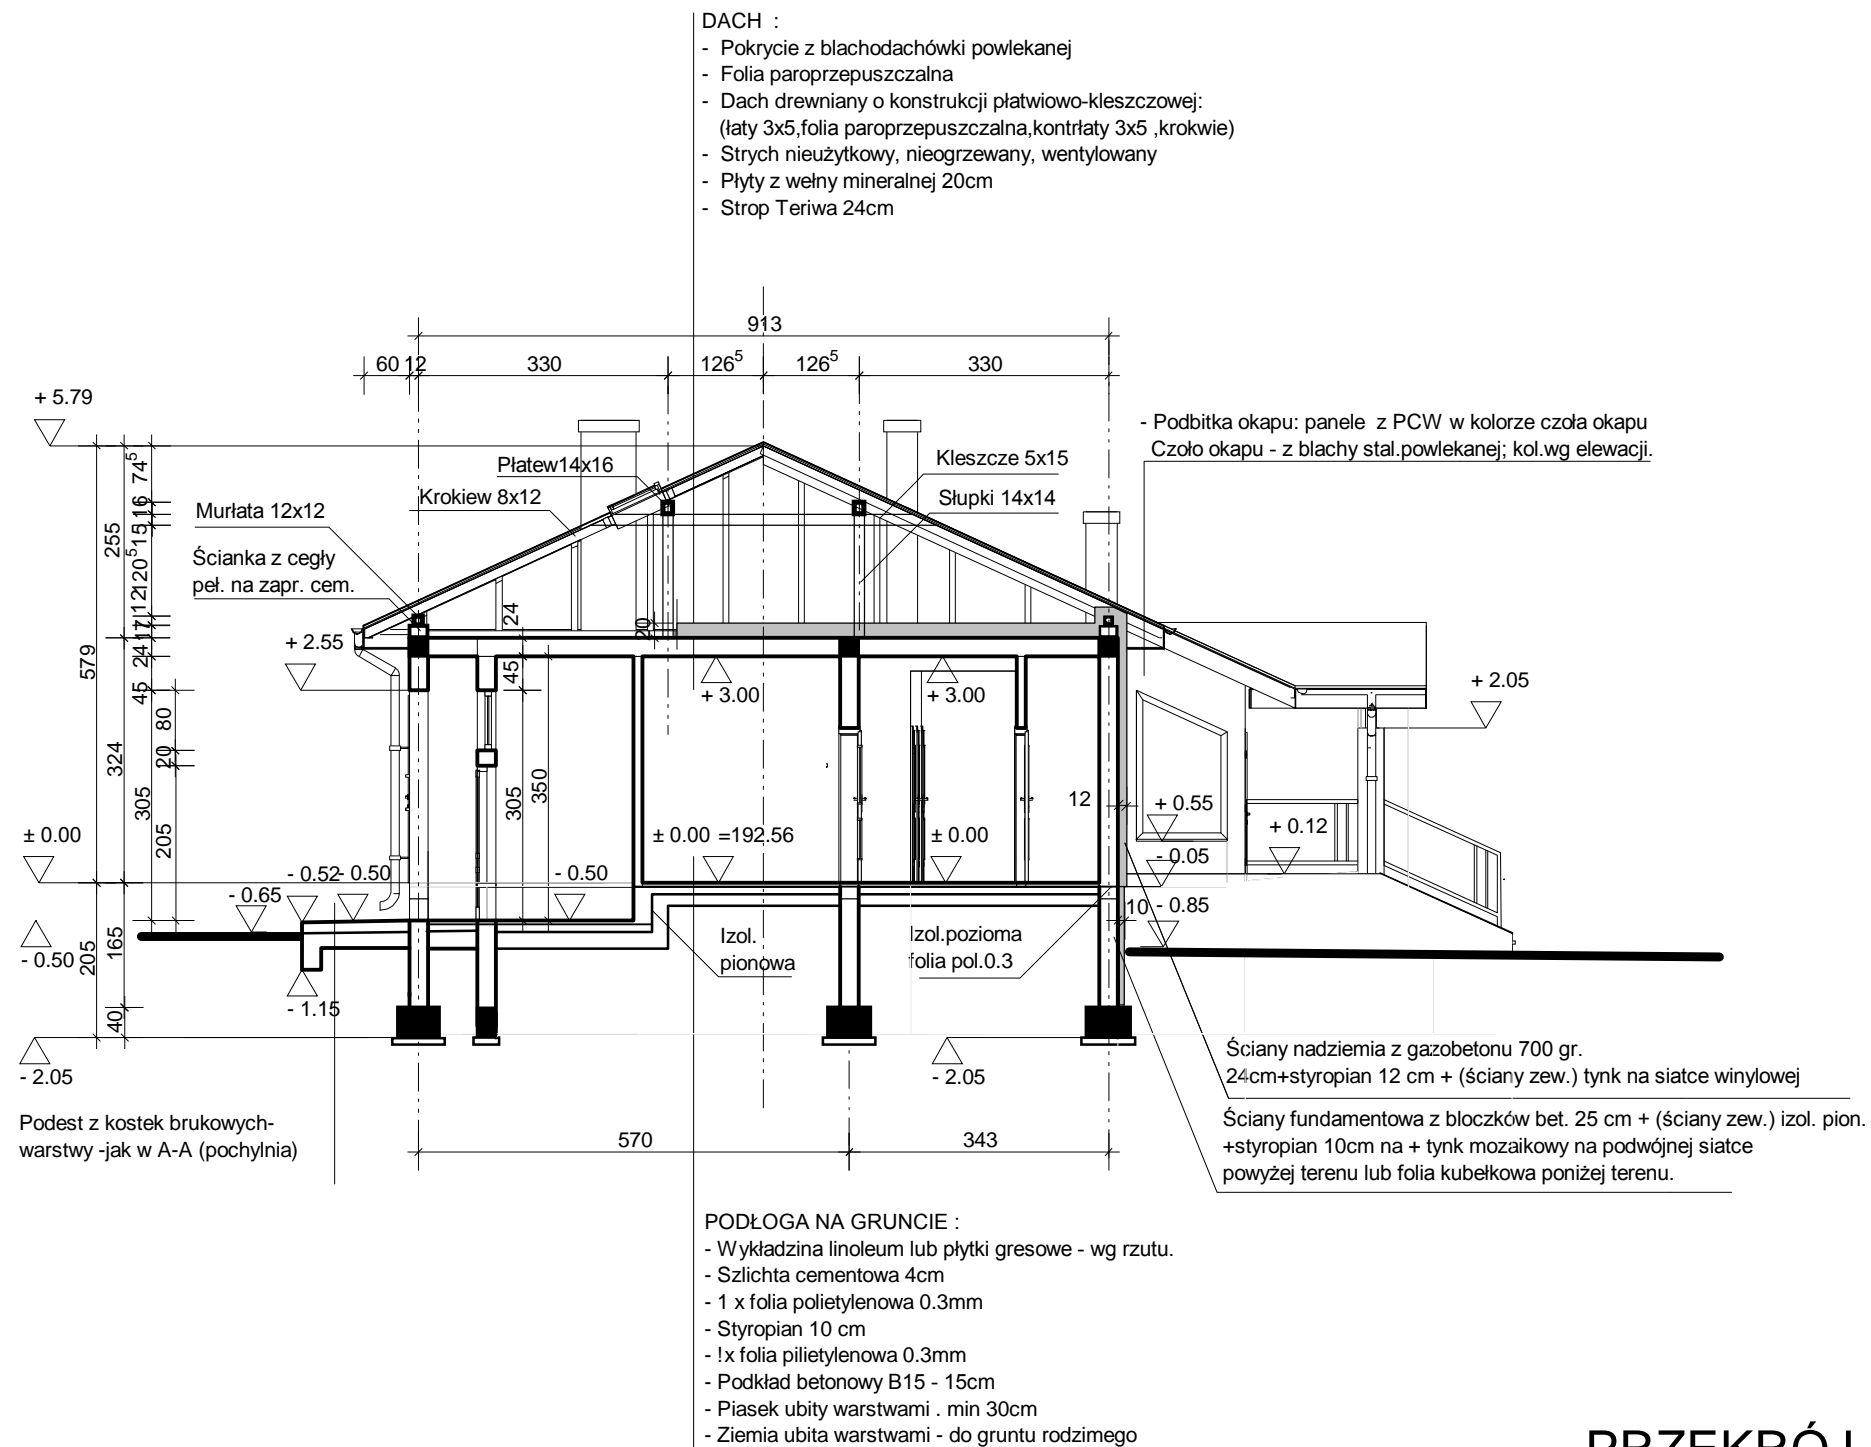 DACH :
- Pokrycie z blachodachówki powlekanej
- Folia paroprzepuszczalna
- Dach drewniany o konstrukcji płatwiowo-kleszczowej:
(łaty 3x5,folia paroprzepuszczalna,kontrłaty 3x5 ,krokwie)
- Strych nieużytkowy, nieogrzewany, wentylowany
- Płyty z wełny mineralnej 20cm
- Strop Teriwa 24cm
913
60 12 330 126⁵ 126⁵ 330
+ 5.79
- Podbitka okapu: panele z PCW w kolorze czoła okapu
Czoło okapu - z blachy stal.powlekanej; kol.wg elewacji.
Płatew14x16
Kleszcze 5x15
Krokiew 8x12
Słupki 14x14
Murłata 12x12
Ścianka z cegły
peł. na zapr. cem.
74⁵
16
15
120⁵
12
17
24
45
305
255
324
165
40
579
205
80
20
205
24
45
305
350
20
+ 2.55
+ 3.00
+ 3.00
+ 2.05
12
+ 0.55
+ 0.12
± 0.00
± 0.00 =192.56
± 0.00
- 0.05
- 0.52
- 0.50
- 0.50
- 0.65
10
- 0.85
- 0.50
Izol.
pionowa
Izol.pozioma
folia pol.0.3
- 1.15
- 2.05
- 2.05
Ściany nadziemia z gazobetonu 700 gr.
24cm+styropian 12 cm + (ściany zew.) tynk na siatce winylowej
Podest z kostek brukowych-
warstwy -jak w A-A (pochylnia)
Ściany fundamentowa z bloczków bet. 25 cm + (ściany zew.) izol. pion.
+styropian 10cm na + tynk mozaikowy na podwójnej siatce
powyżej terenu lub folia kubełkowa poniżej terenu.
570 343
PODŁOGA NA GRUNCIE :
- Wykładzina linoleum lub płytki gresowe - wg rzutu.
- Szlichta cementowa 4cm
- 1 x folia polietylenowa 0.3mm
- Styropian 10 cm
- !x folia pilietylenowa 0.3mm
- Podkład betonowy B15 - 15cm
- Piasek ubity warstwami . min 30cm
- Ziemia ubita warstwami - do gruntu rodzimego
PRZEKRÓJ